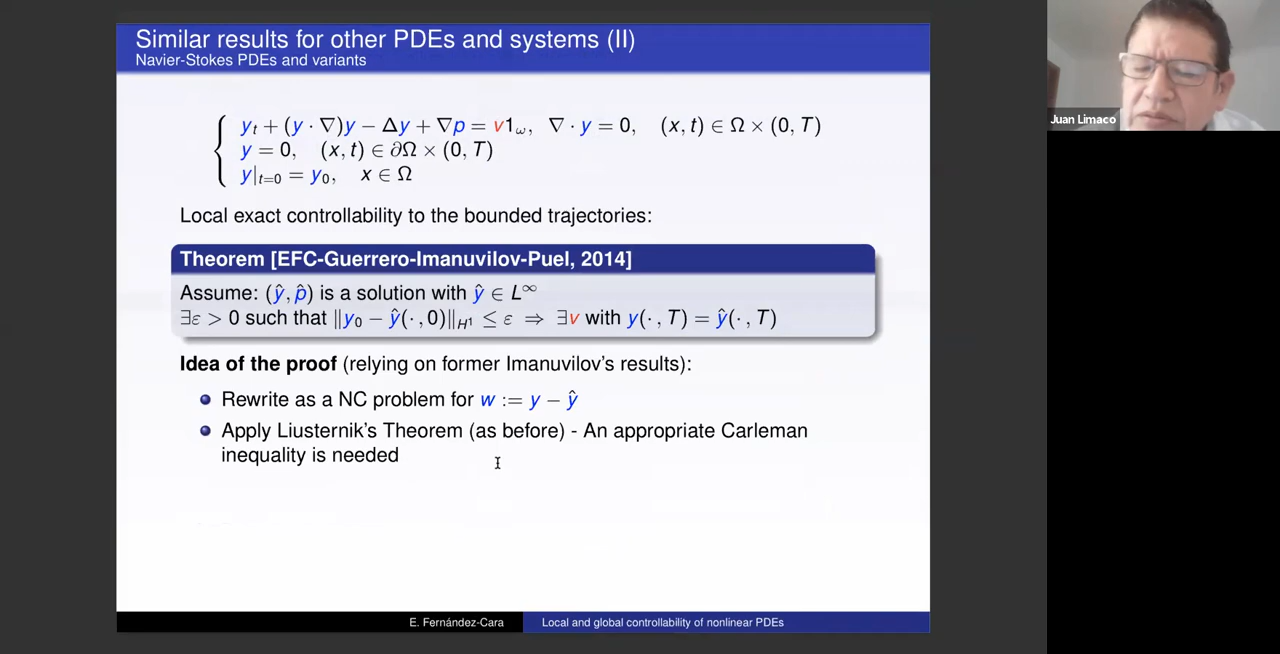 Similar results for other PDEs and systems (II)
Navier-Stokes PDEs and variants
y_t + (y · ∇)y − Δy + ∇p = v1_ω, ∇ · y = 0, (x, t) ∈ Ω × (0, T)
y = 0, (x, t) ∈ ∂Ω × (0, T)
y|_{t=0} = y_0, x ∈ Ω
Local exact controllability to the bounded trajectories:
Theorem [EFC-Guerrero-Imanuvilov-Puel, 2014]
Assume: (ŷ, p̂) is a solution with ŷ ∈ L^∞
∃ε > 0 such that ‖y_0 − ŷ(· , 0)‖_{H^1} ≤ ε ⇒ ∃v with y(· , T) = ŷ(· , T)
Idea of the proof (relying on former Imanuvilov's results):
Rewrite as a NC problem for w := y − ŷ
Apply Liusternik's Theorem (as before) - An appropriate Carleman
inequality is needed
E. Fernández-Cara
Local and global controllability of nonlinear PDEs
Juan Limaco